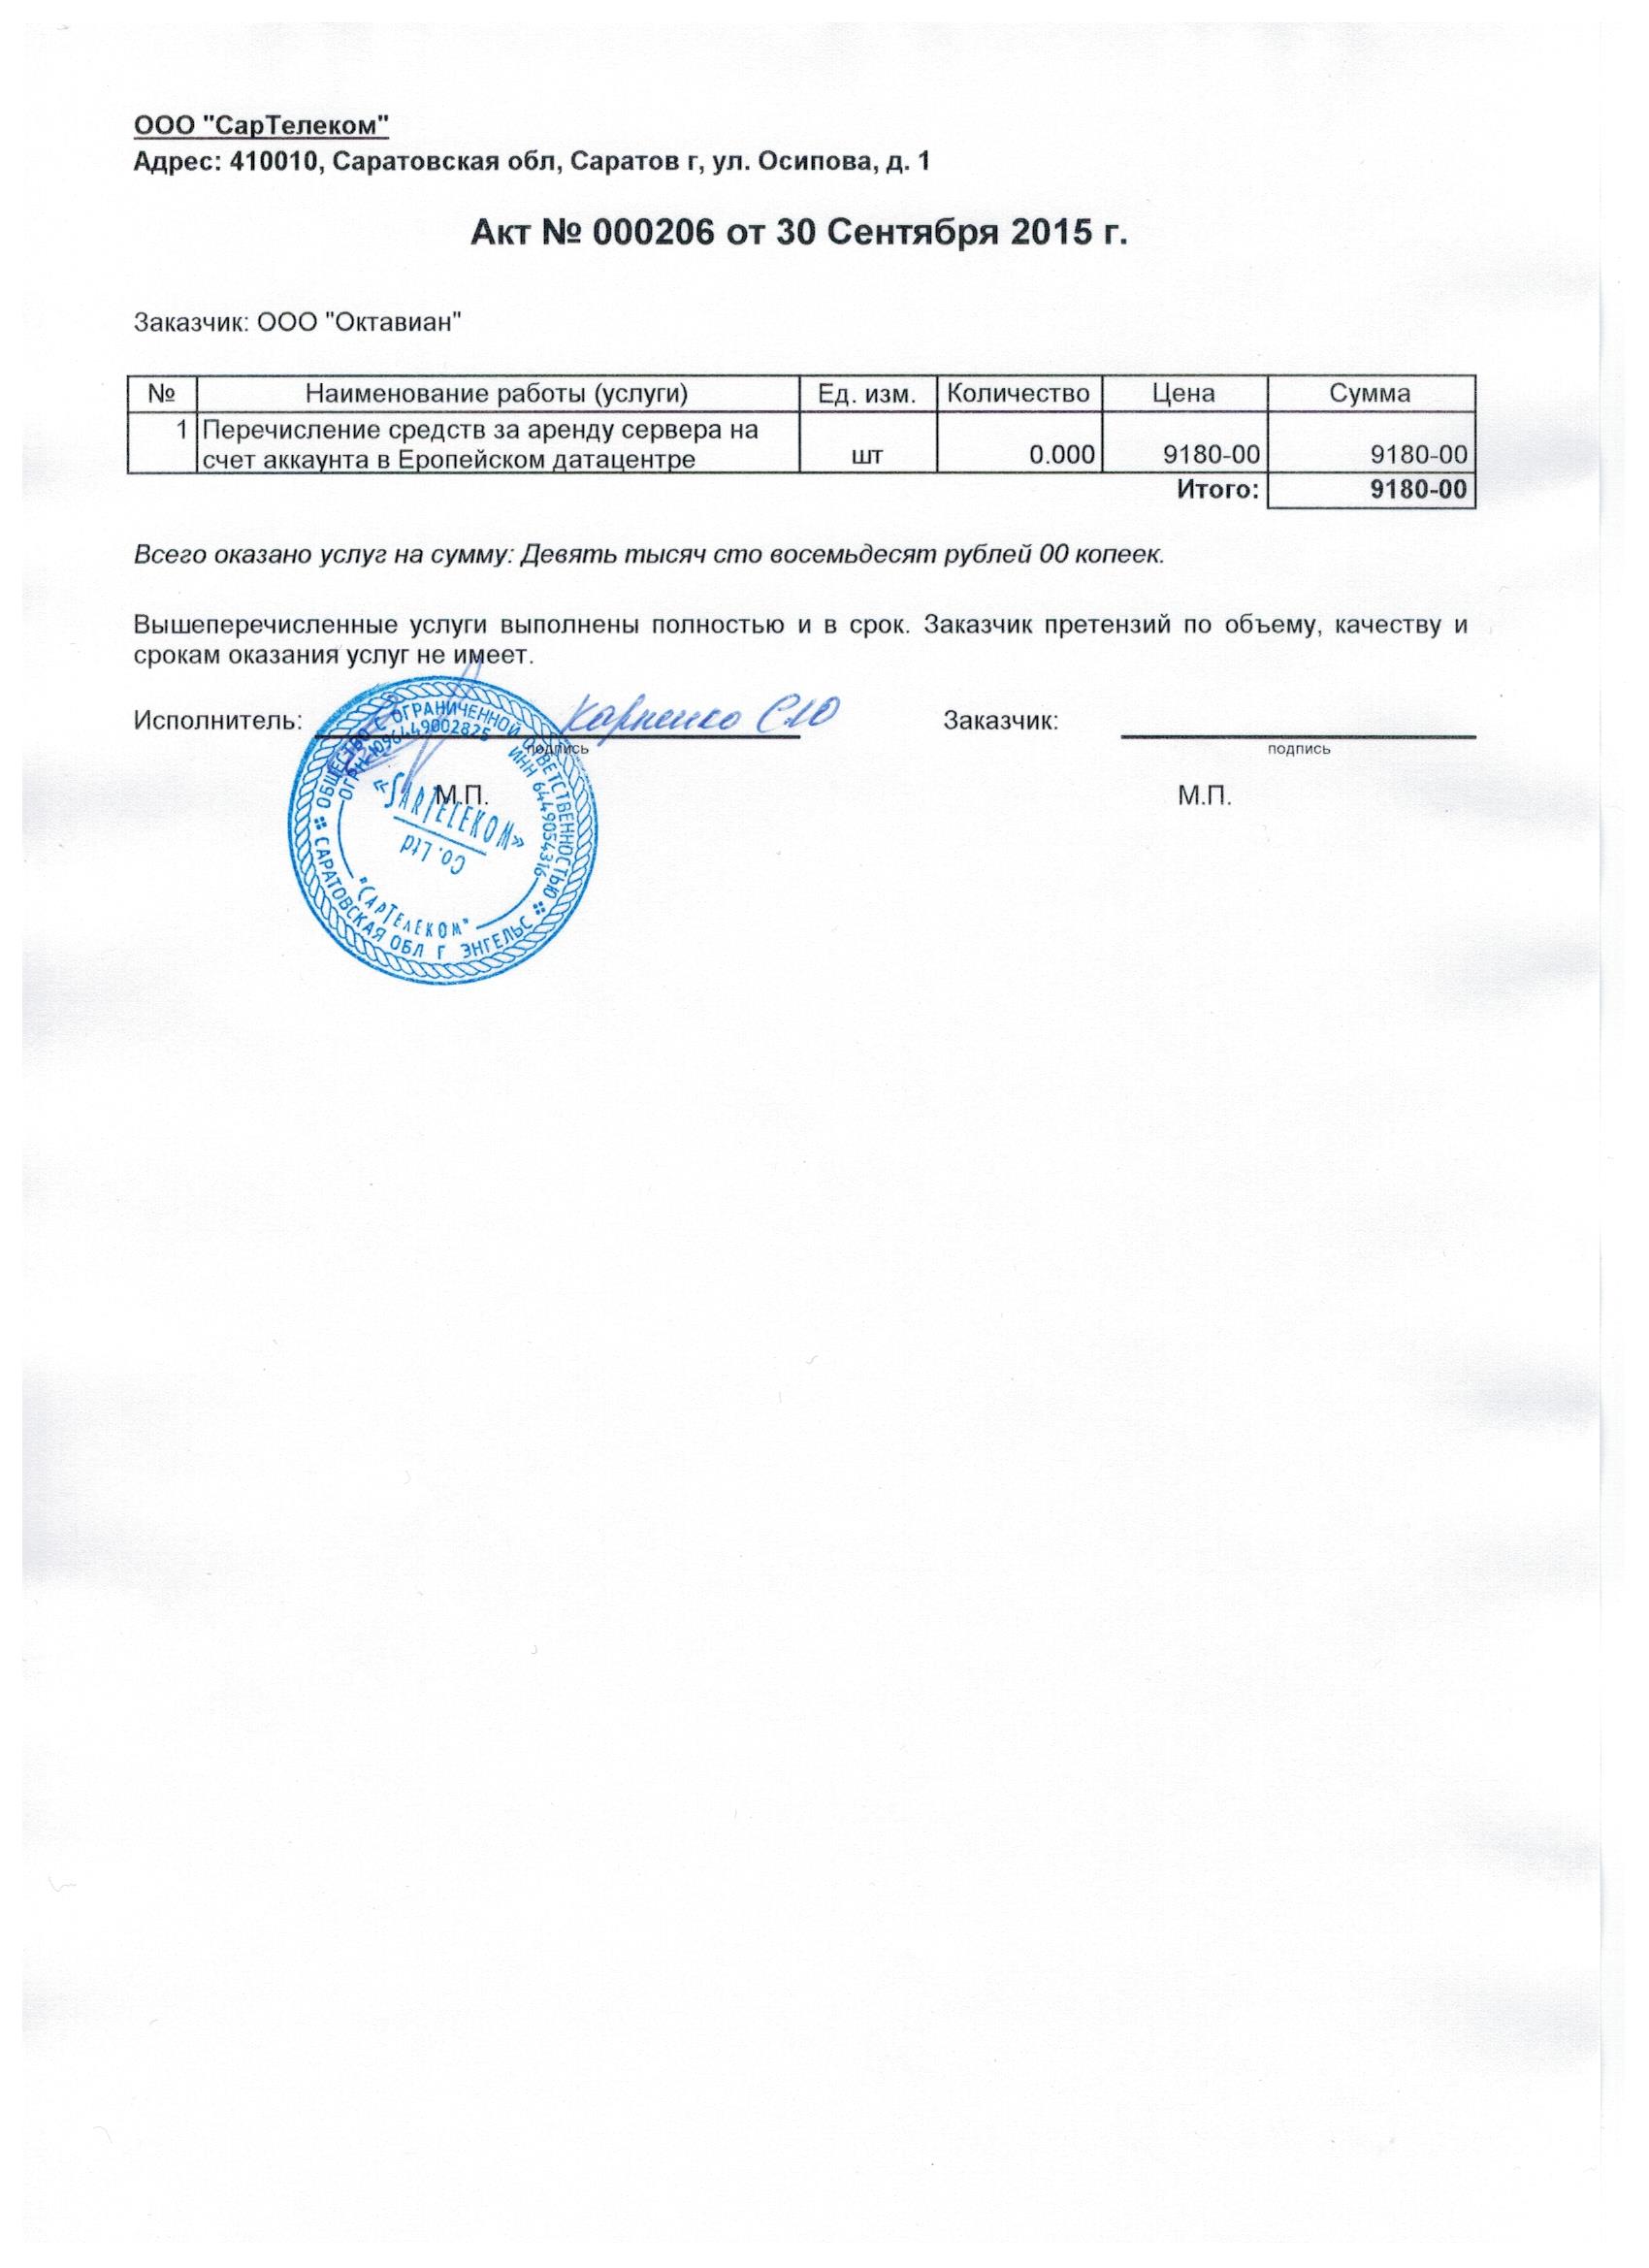 ООО "СарТелеком"
Адрес: 410010, Саратовская обл, Саратов г, ул. Осипова, д. 1
Акт № 000206 от 30 Сентября 2015 г.
Заказчик: ООО "Октавиан"
№ Наименование работы (услуги) Ед. изм. Количество Цена Сумма
1 Перечисление средств за аренду сервера на
счет аккаунта в Еропейском датацентре шт 0.000 9180-00 9180-00
Итого: 9180-00
Всего оказано услуг на сумму: Девять тысяч сто восемьдесят рублей 00 копеек.
Вышеперечисленные услуги выполнены полностью и в срок. Заказчик претензий по объему, качеству и
срокам оказания услуг не имеет.
Исполнитель: Карпенко С.Ю Заказчик:
подпись подпись
М.П. М.П.
ОБЩЕСТВО С ОГРАНИЧЕННОЙ ОТВЕТСТВЕННОСТЬЮ
САРАТОВСКАЯ ОБЛ Г ЭНГЕЛЬС
ОГРН 1096449002825 ИНН 6449054316
«SARTELEKOM»
Co. Ltd
"САРТЕЛЕКОМ"